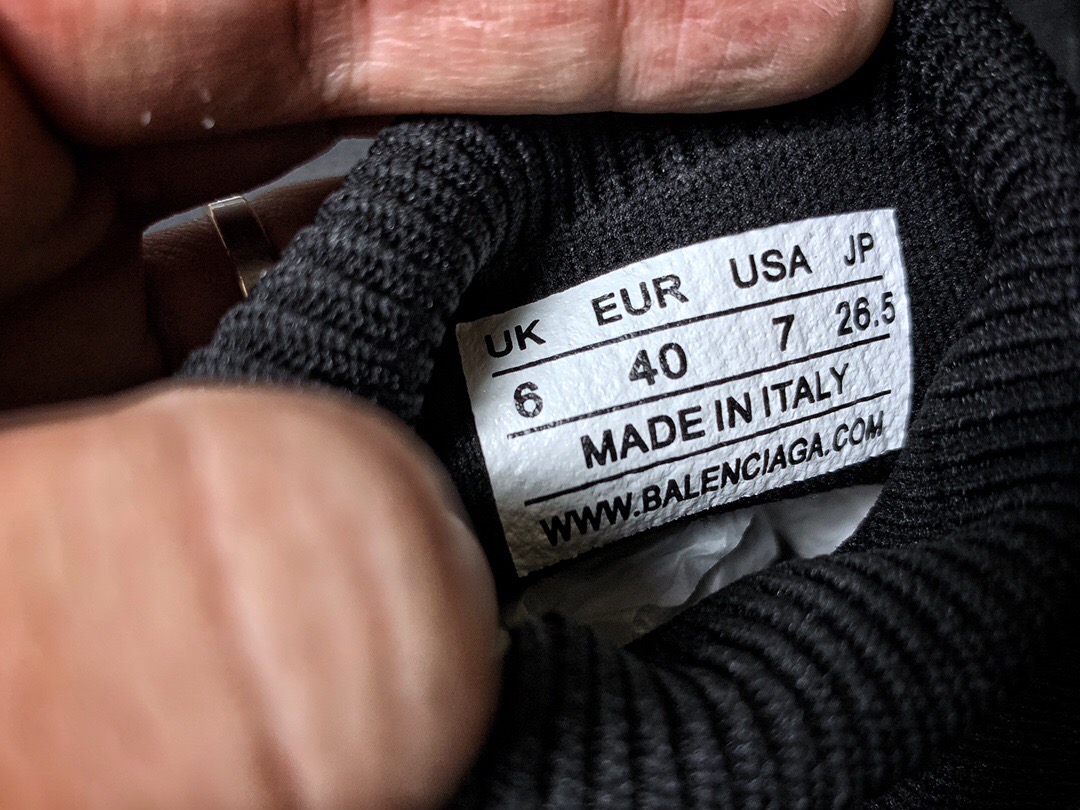 UK EUR USA JP
6 40 7 26.5
MADE IN ITALY
WWW.BALENCIAGA.COM